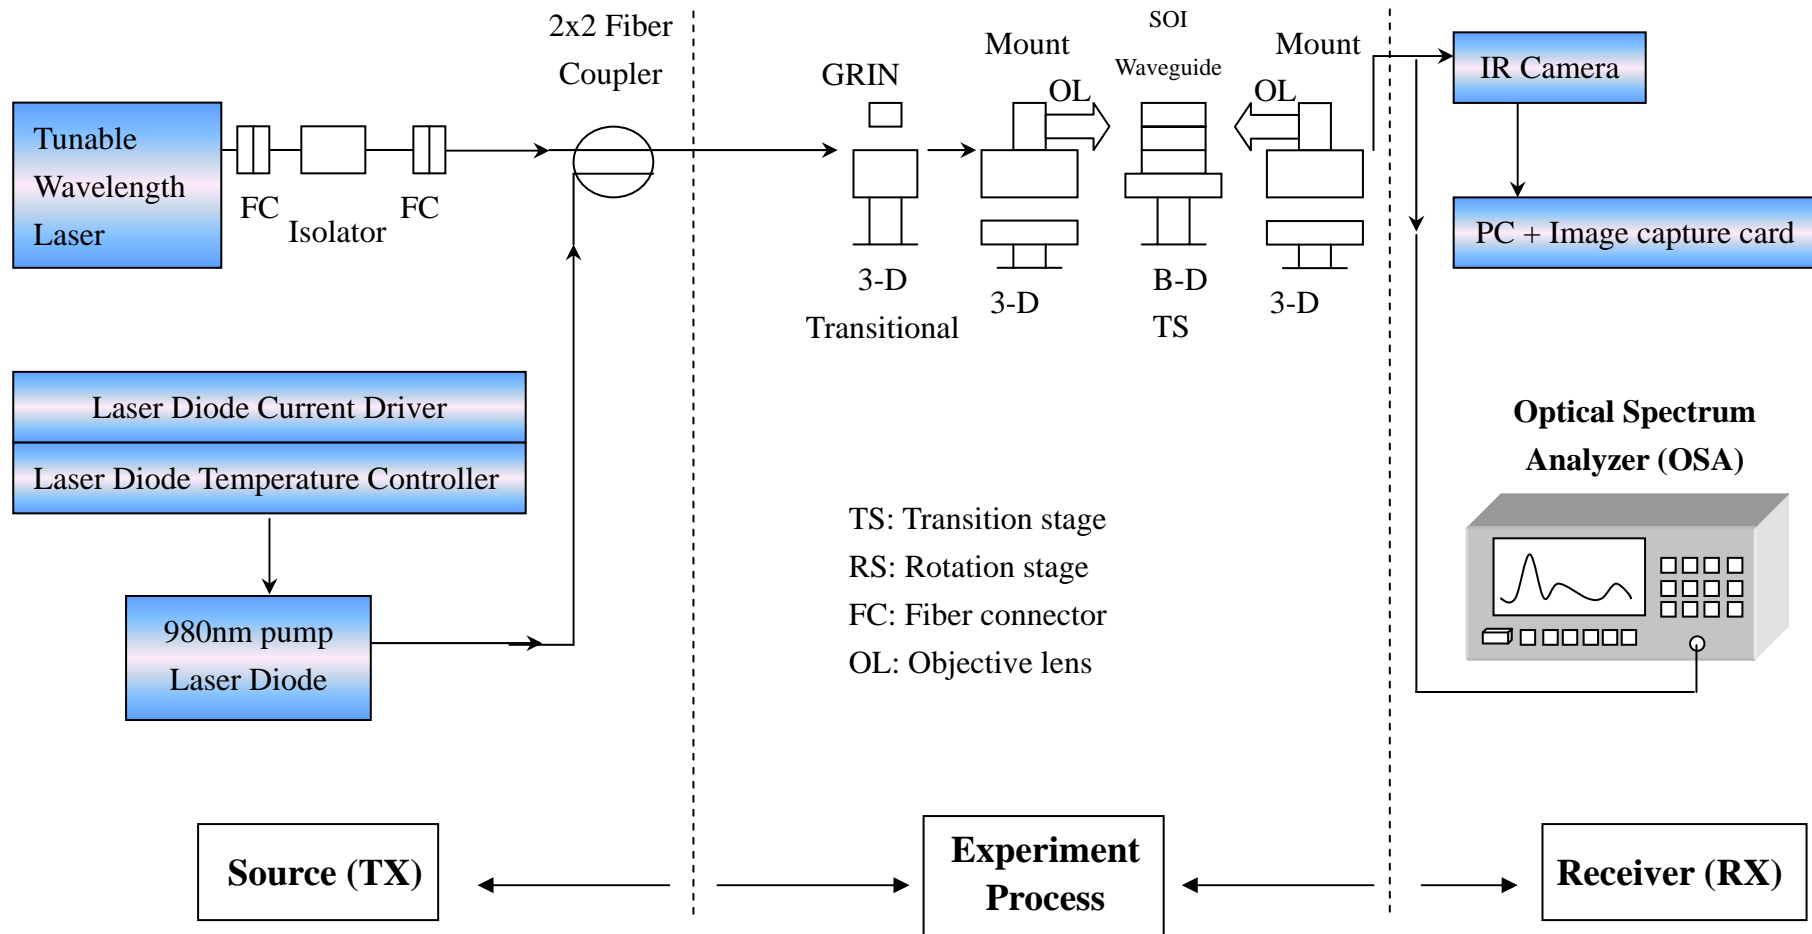 2x2 Fiber
Coupler
GRIN
Mount
OL
SOI
Waveguide
OL
Mount
IR Camera
Tunable
Wavelength
Laser
FC
Isolator
FC
PC + Image capture card
3-D
Transitional
3-D
B-D
TS
3-D
Laser Diode Current Driver
Laser Diode Temperature Controller
980nm pump
Laser Diode
TS: Transition stage
RS: Rotation stage
FC: Fiber connector
OL: Objective lens
Optical Spectrum
Analyzer (OSA)
Source (TX)
Experiment
Process
Receiver (RX)